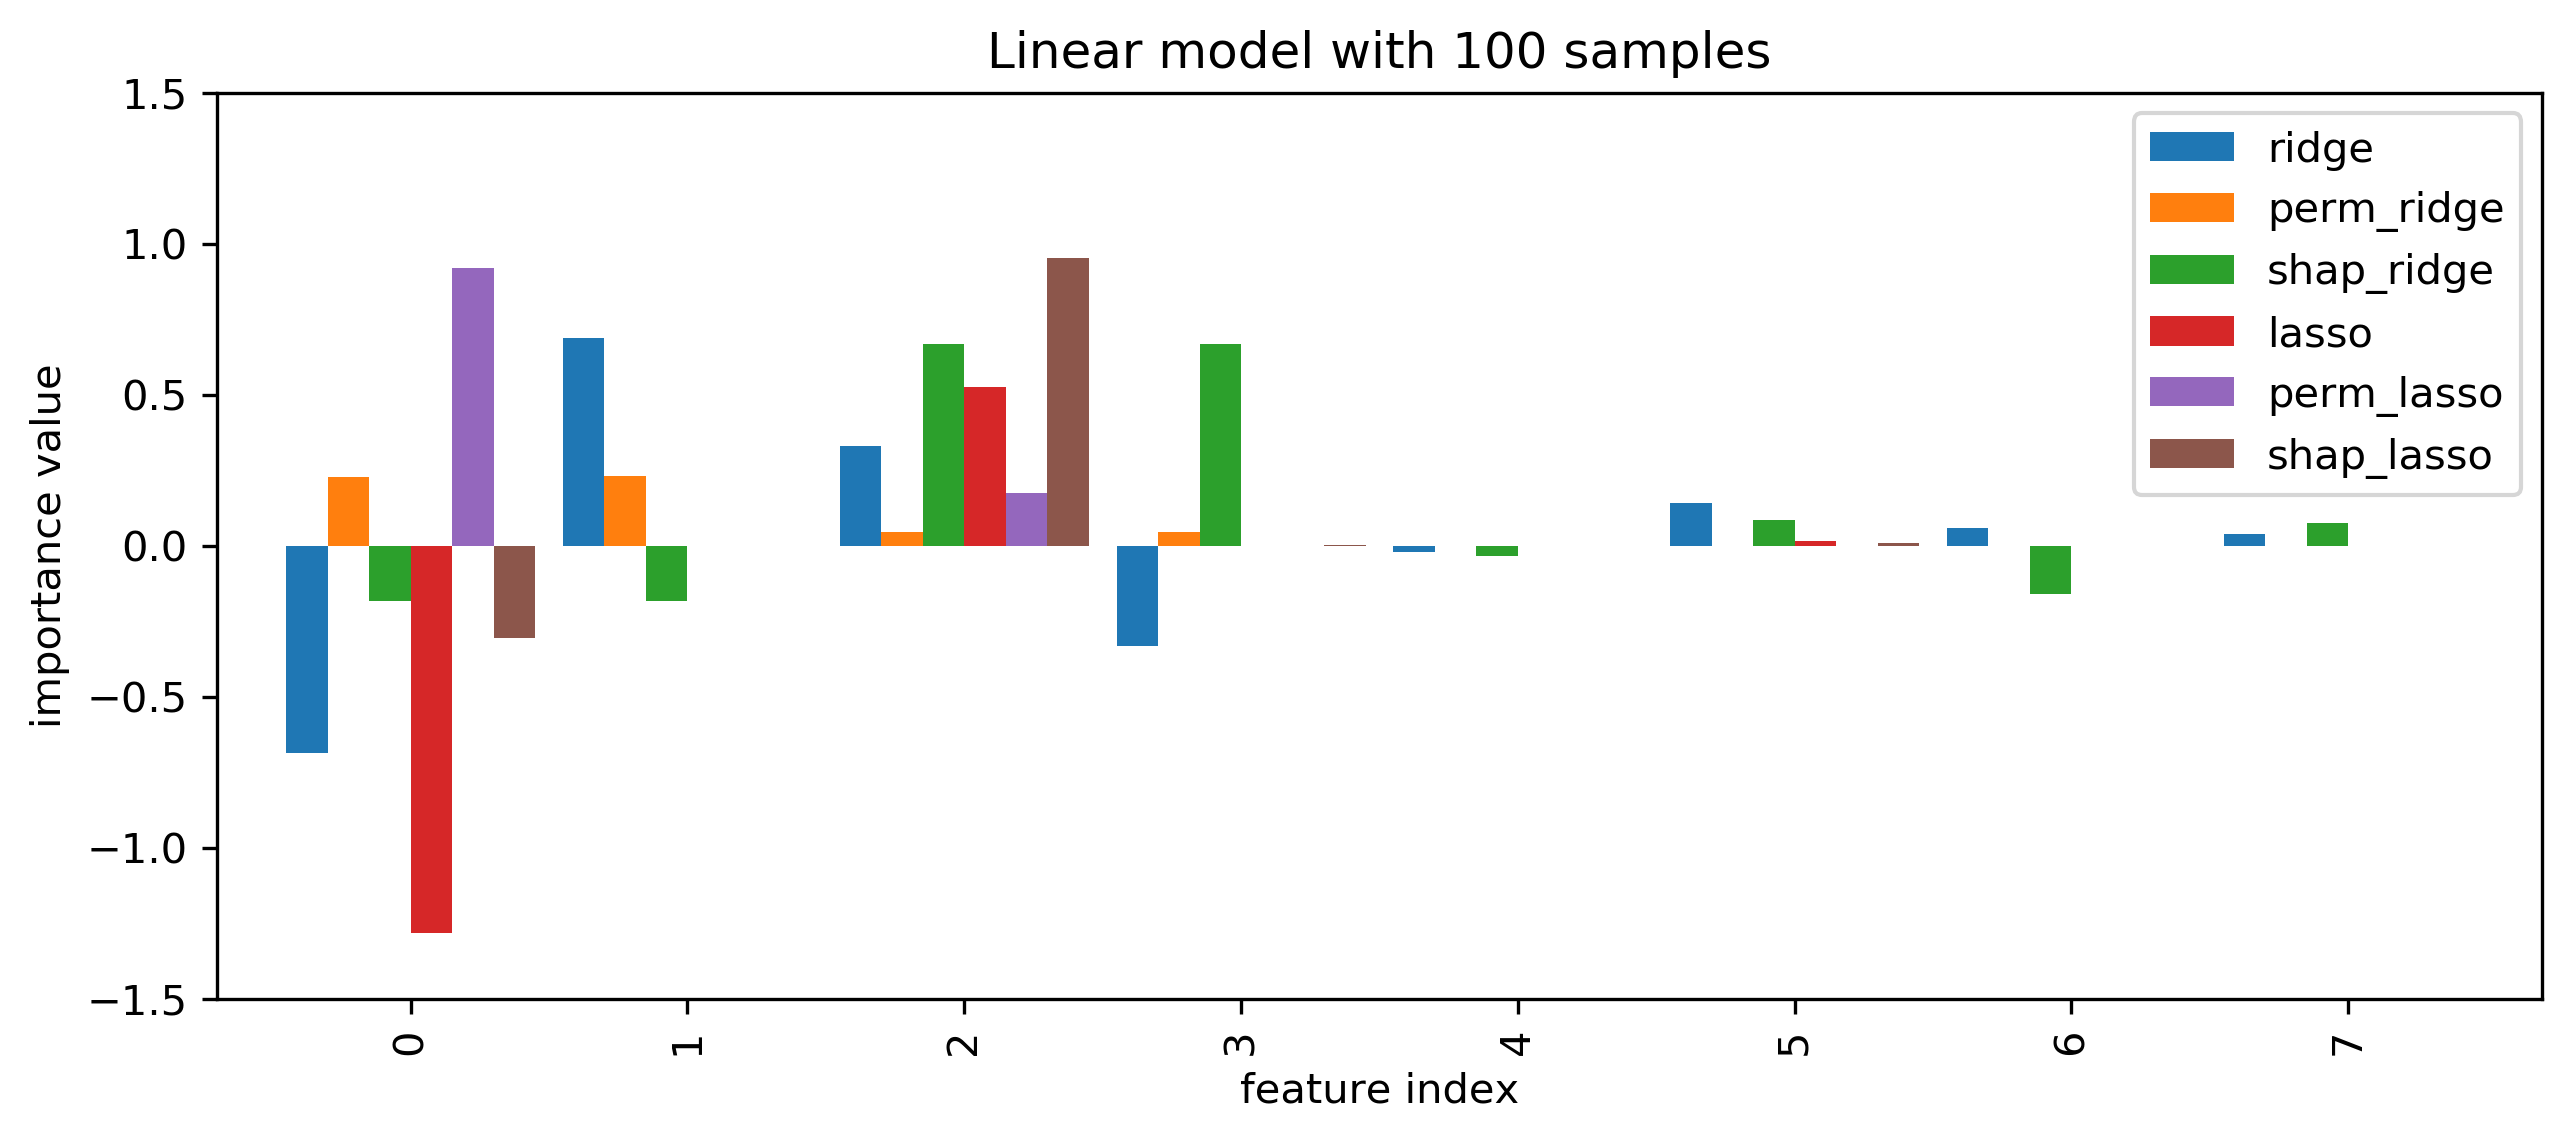 Linear model with 100 samples
1.5
1.0
0.5
0.0
−0.5
−1.0
−1.5
importance value
ridge
perm_ridge
shap_ridge
lasso
perm_lasso
shap_lasso
0
1
2
3
4
5
6
7
feature index